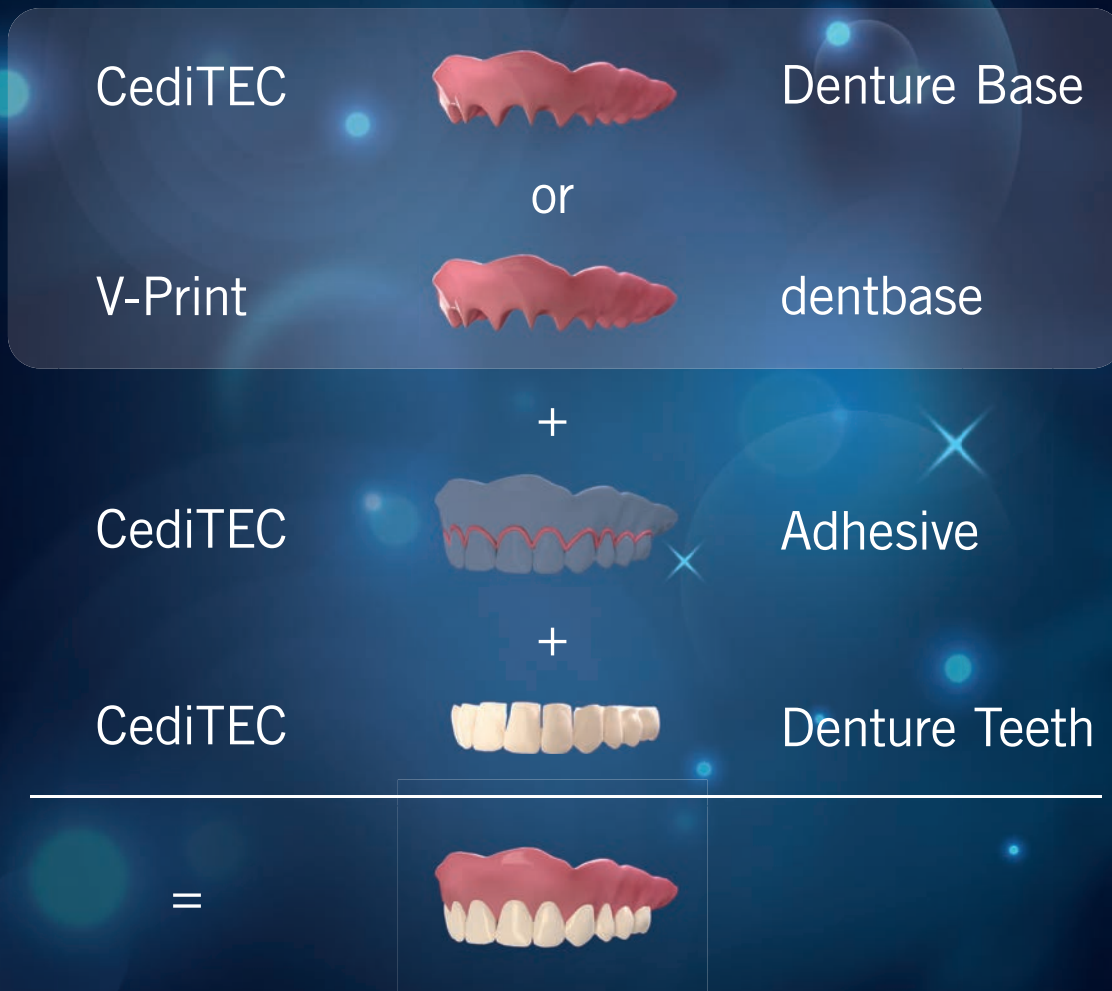 CediTEC Denture Base
or
V-Print dentbase
+
CediTEC Adhesive
+
CediTEC Denture Teeth
=